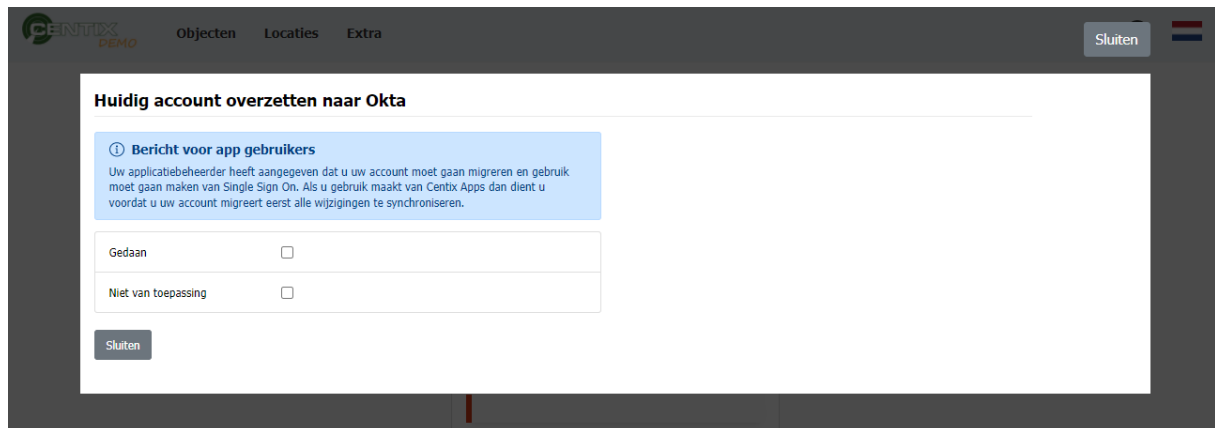 CENTIX
DEMO
Objecten Locaties Extra
Sluiten
Huidig account overzetten naar Okta
Bericht voor app gebruikers
Uw applicatiebeheerder heeft aangegeven dat u uw account moet gaan migreren en gebruik
moet gaan maken van Single Sign On. Als u gebruik maakt van Centix Apps dan dient u
voordat u uw account migreert eerst alle wijzigingen te synchroniseren.
Gedaan
Niet van toepassing
Sluiten